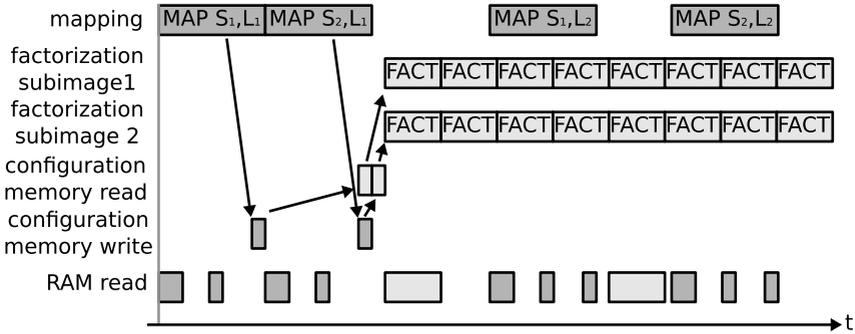 mapping MAP S₁,L₁ MAP S₂,L₁ MAP S₁,L₂ MAP S₂,L₂
factorization
subimage1
FACT FACT FACT FACT FACT FACT FACT FACT
factorization
subimage 2
FACT FACT FACT FACT FACT FACT FACT FACT
configuration
memory read
configuration
memory write
RAM read
t